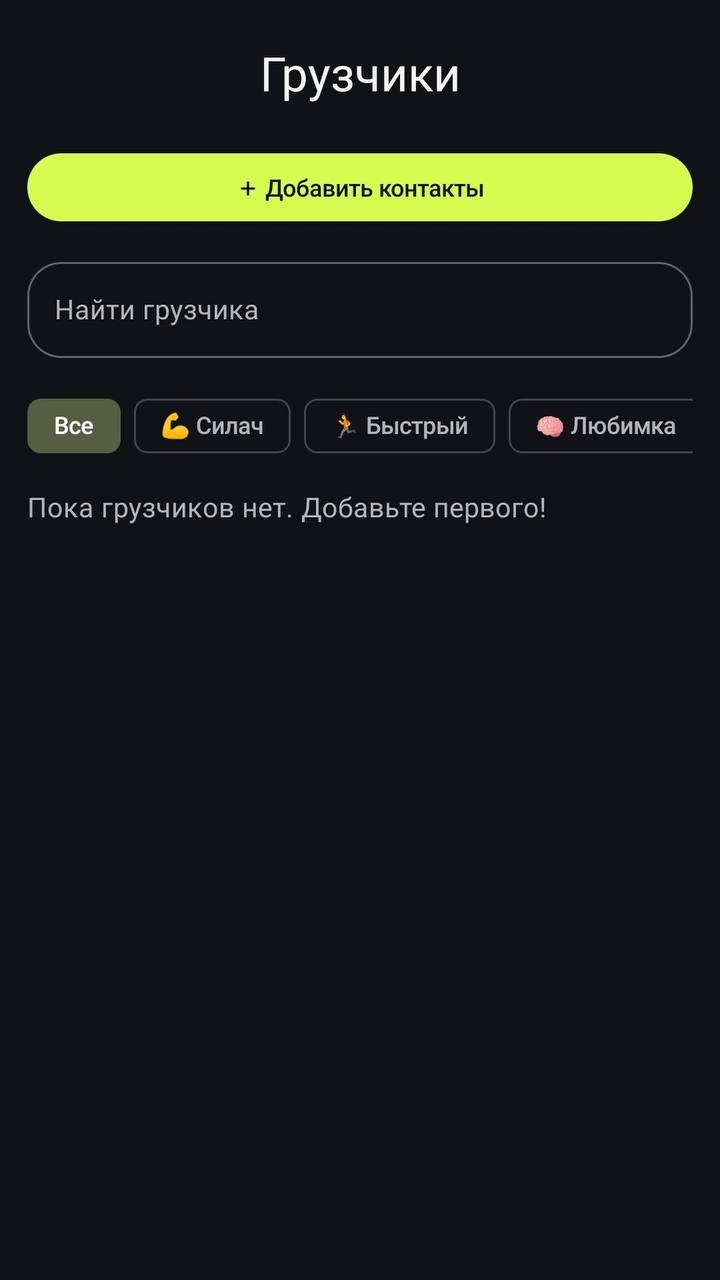 Грузчики
+ Добавить контакты
Найти грузчика
Все 💪 Силач 🏃 Быстрый 🧠 Любимка
Пока грузчиков нет. Добавьте первого!